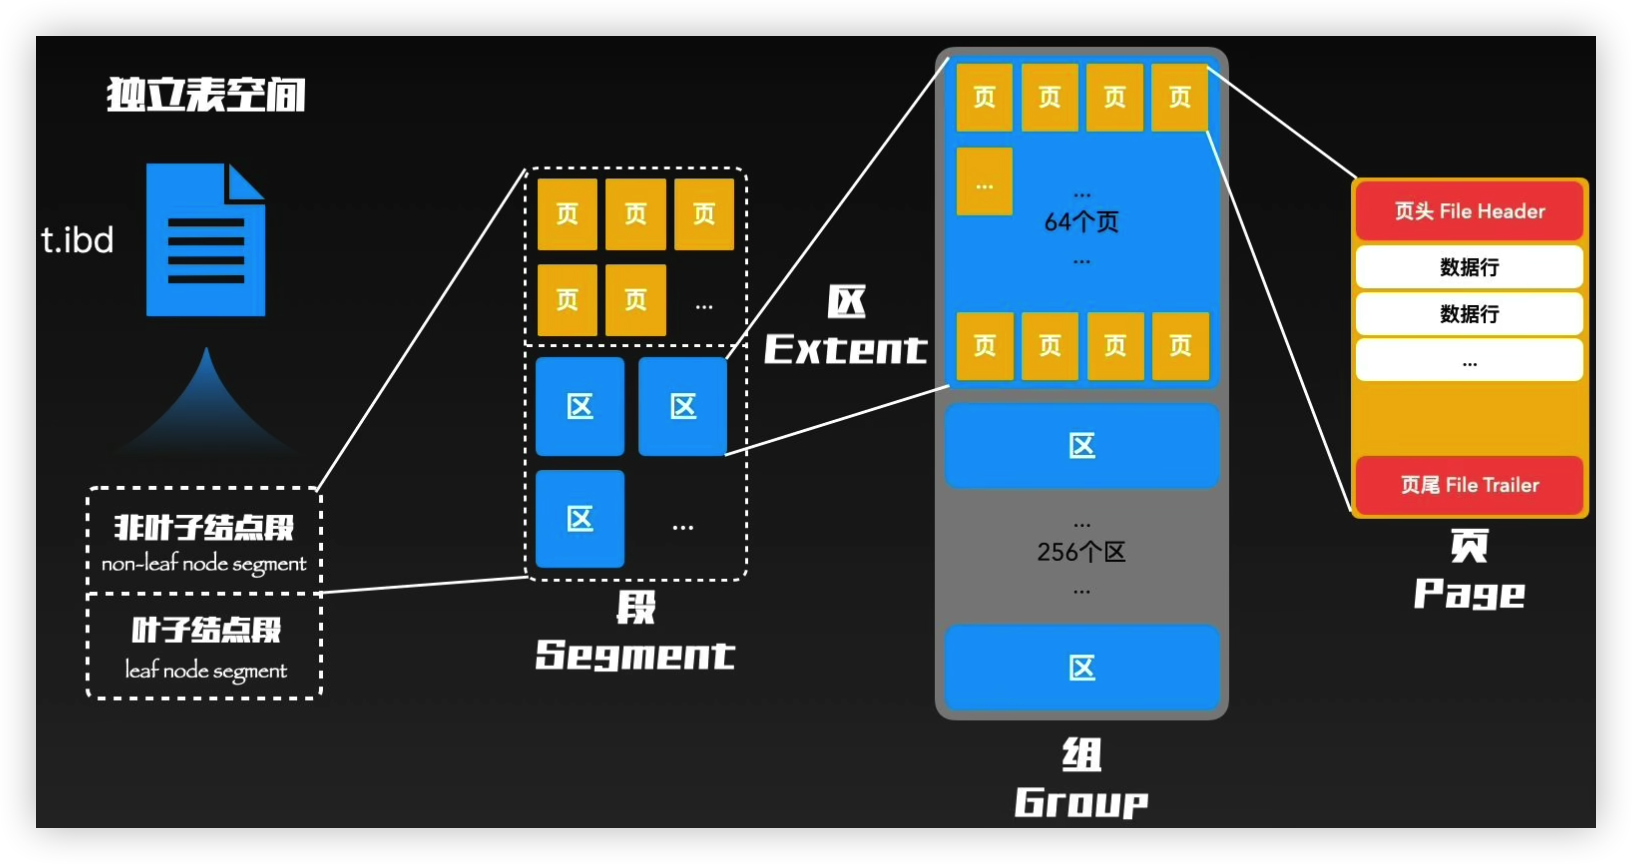 独立表空间
t.ibd
非叶子结点段
non-leaf node segment
叶子结点段
leaf node segment
页 页 页
页 页 ...
区 区
区 ...
段
Segment
区
Extent
页 页 页 页
...
...
64个页
...
页 页 页 页
区
...
256个区
...
区
组
Group
页头 File Header
数据行
数据行
...
页尾 File Trailer
页
Page